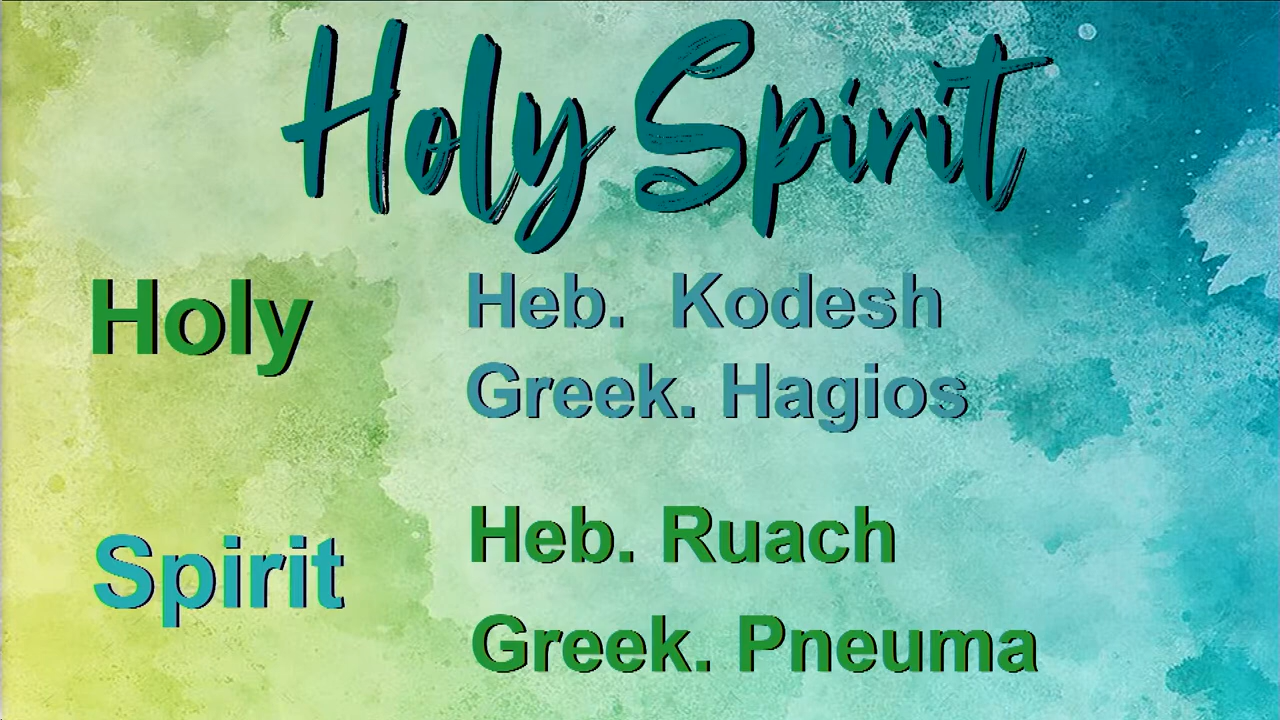 Holy Spirit
Holy
Heb. Kodesh
Greek. Hagios
Spirit
Heb. Ruach
Greek. Pneuma